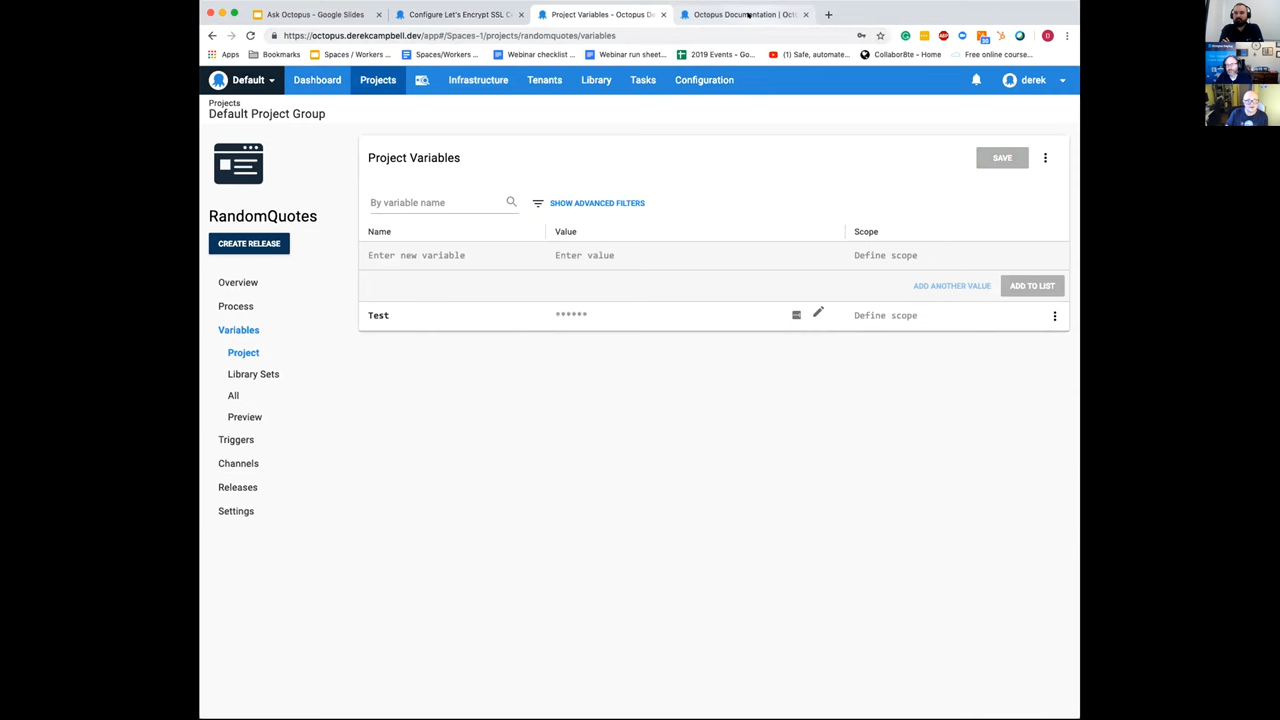 Ask Octopus - Google Slides
Configure Let's Encrypt SSL C
Project Variables - Octopus De
Octopus Documentation | Octo
https://octopus.derekcampbell.dev/app#/Spaces-1/projects/randomquotes/variables
Apps
Bookmarks
Spaces / Workers ...
Spaces/Workers ...
Webinar checklist ...
Webinar run sheet...
2019 Events - Go...
(1) Safe, automate...
Collabor8te - Home
Free online course...
Default
Dashboard
Projects
Infrastructure
Tenants
Library
Tasks
Configuration
derek
Projects
Default Project Group
RandomQuotes
CREATE RELEASE
Overview
Process
Variables
Project
Library Sets
All
Preview
Triggers
Channels
Releases
Settings
Project Variables
SAVE
By variable name
SHOW ADVANCED FILTERS
Name Value Scope
Enter new variable Enter value Define scope
ADD ANOTHER VALUE ADD TO LIST
Test ****** Define scope